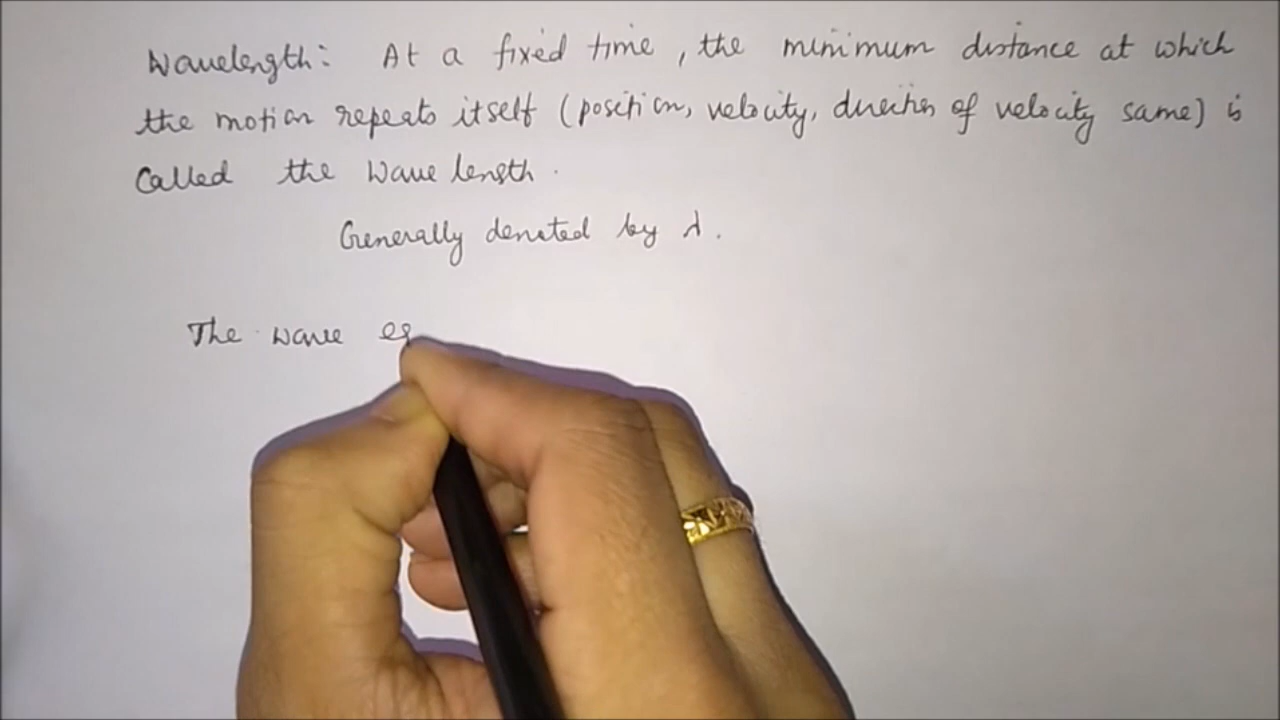 Wavelength: At a fixed time, the minimum distance at which
the motion repeats itself (position, velocity, direction of velocity same) is
Called the wave length.
Generally denoted by λ.
The wave eq